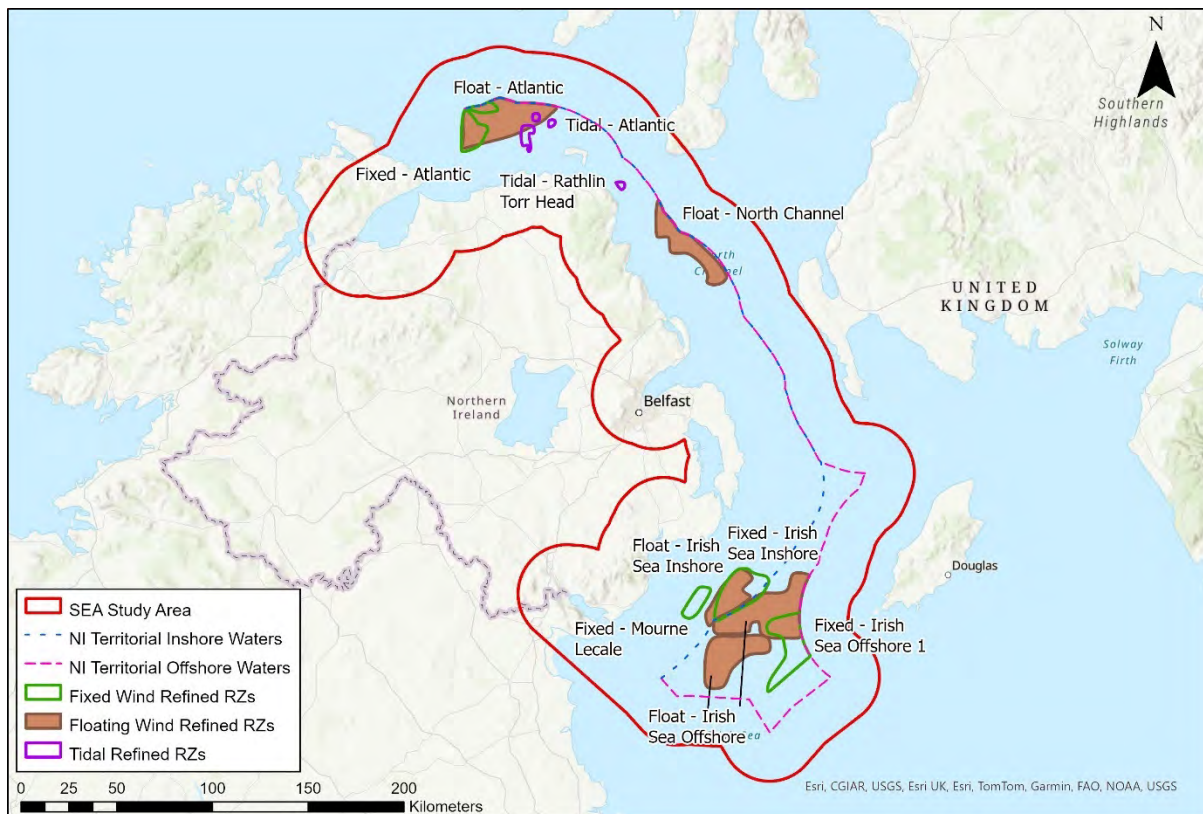 N
Southern
Highlands
Float - Atlantic
Tidal - Atlantic
Fixed - Atlantic
Tidal - Rathlin
Torr Head
Float - North Channel
UNITED
KINGDOM
Solway
Firth
Northern
Ireland
Belfast
Fixed - Irish
Sea Inshore
Float - Irish
Sea Inshore
Douglas
Fixed - Mourne
Lecale
Fixed - Irish
Sea Offshore 1
Float - Irish
Sea Offshore
SEA Study Area
NI Territorial Inshore Waters
NI Territorial Offshore Waters
Fixed Wind Refined RZs
Floating Wind Refined RZs
Tidal Refined RZs
0 25 50 100 150 200
Kilometers
Esri, CGIAR, USGS, Esri UK, Esri, TomTom, Garmin, FAO, NOAA, USGS